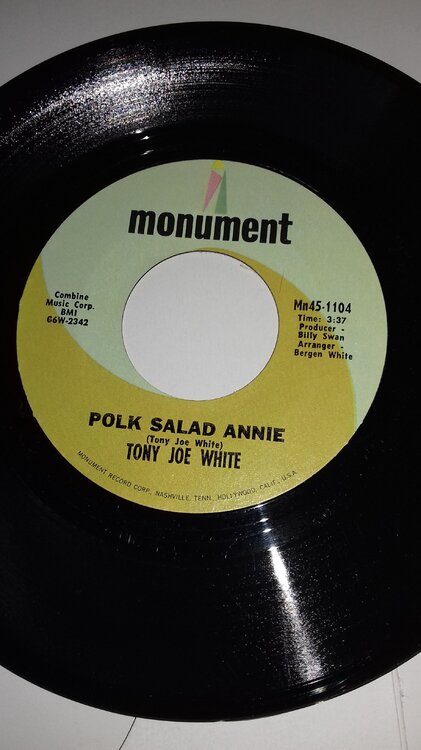 monument
Combine
Music Corp.
BMI
G6W-2342
Mn45-1104
Time: 3:37
Producer -
Billy Swan
Arranger -
Bergen White
POLK SALAD ANNIE
(Tony Joe White)
TONY JOE WHITE
MONUMENT RECORD CORP. NASHVILLE, TENN. HOLLYWOOD, CALIF., U.S.A.